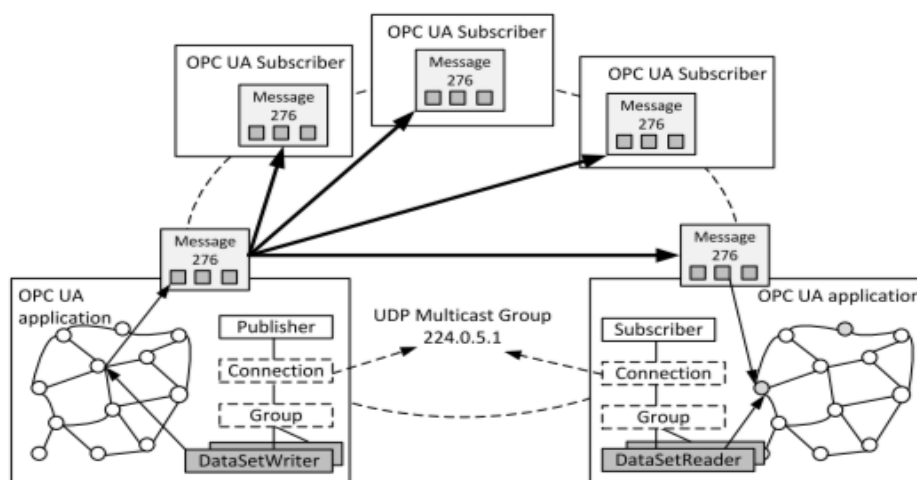 OPC UA Subscriber
Message
276
OPC UA Subscriber
Message
276
OPC UA Subscriber
Message
276
Message
276
Message
276
OPC UA
application
Publisher
Connection
Group
DataSetWriter
UDP Multicast Group
224.0.5.1
OPC UA application
Subscriber
Connection
Group
DataSetReader